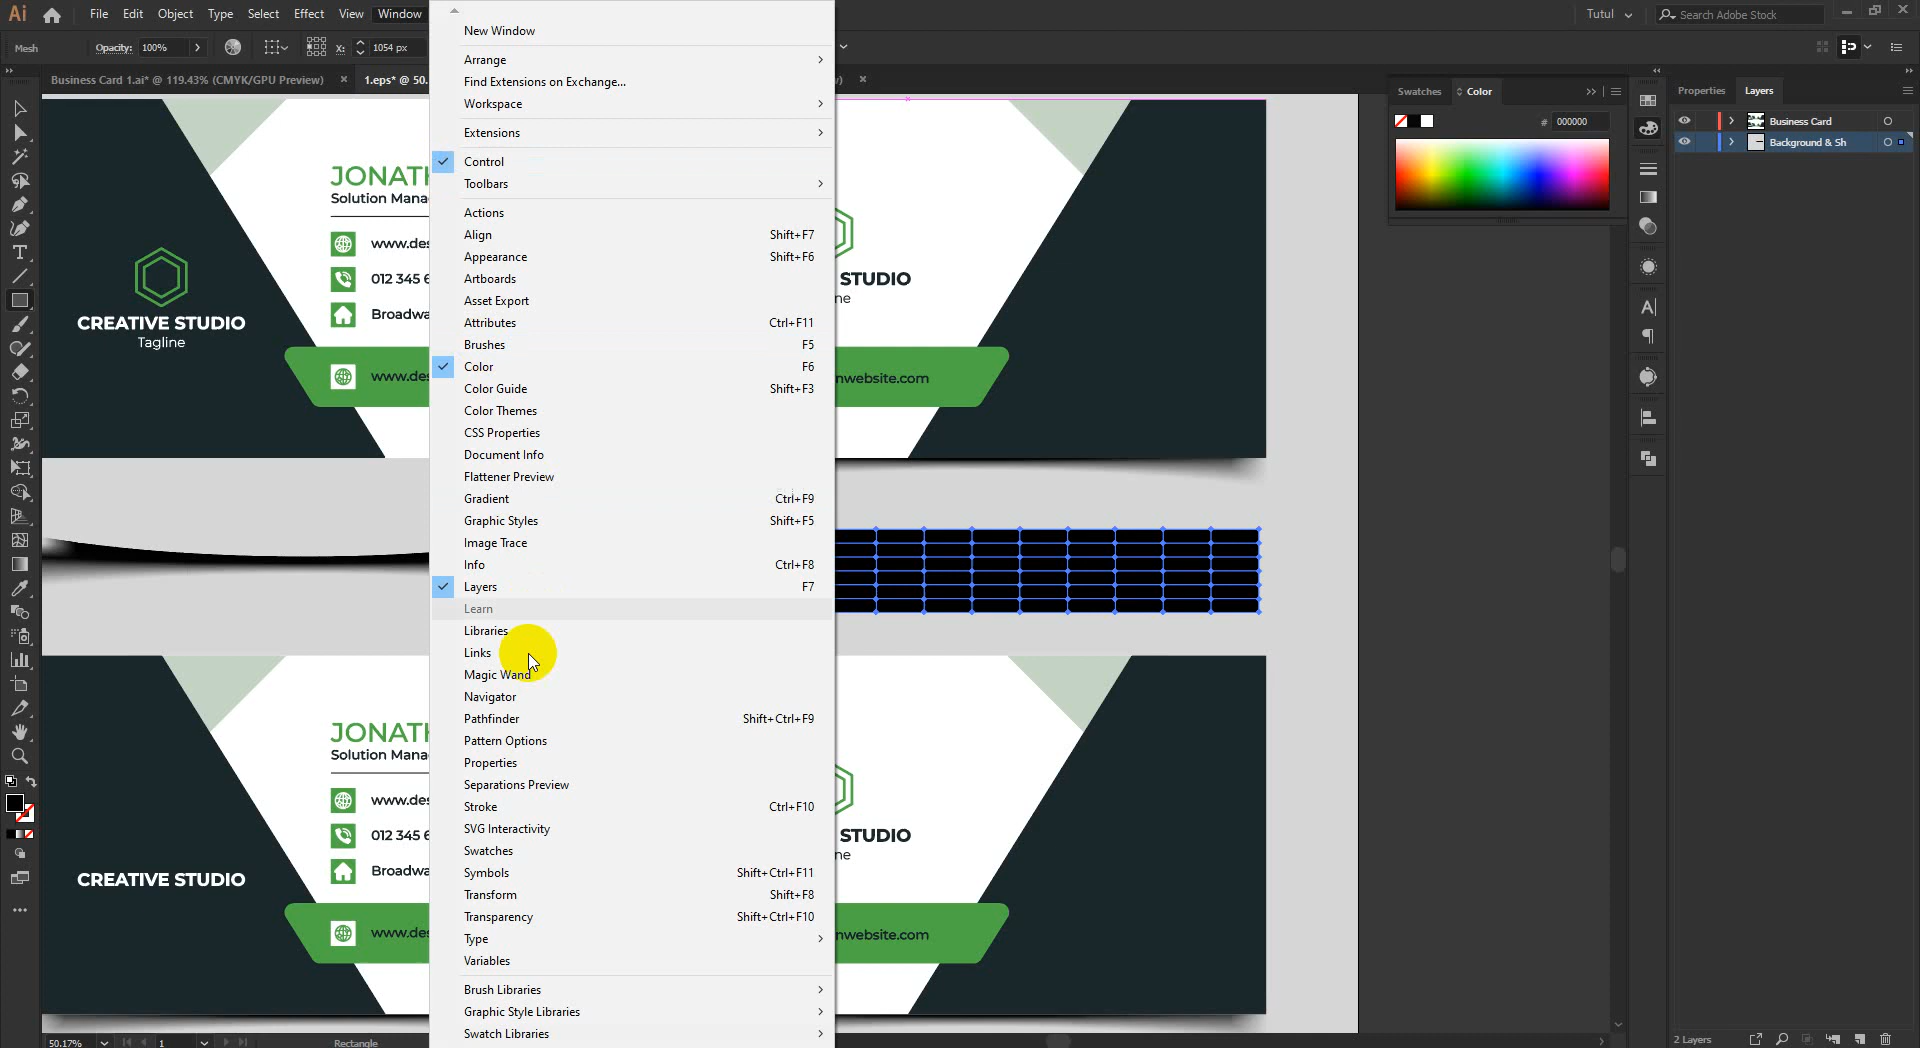 Ai File Edit Object Type Select Effect View Window Tutul Search Adobe Stock
Mesh Opacity: 100% X: 1054 px
Business Card 1.ai* @ 119.43% (CMYK/GPU Preview) × 1.eps* @ 50. ) ×
New Window
Arrange
Find Extensions on Exchange...
Workspace
Extensions
Control
Toolbars
Actions
Align Shift+F7
Appearance Shift+F6
Artboards
Asset Export
Attributes Ctrl+F11
Brushes F5
Color F6
Color Guide Shift+F3
Color Themes
CSS Properties
Document Info
Flattener Preview
Gradient Ctrl+F9
Graphic Styles Shift+F5
Image Trace
Info Ctrl+F8
Layers F7
Learn
Libraries
Links
Magic Wand
Navigator
Pathfinder Shift+Ctrl+F9
Pattern Options
Properties
Separations Preview
Stroke Ctrl+F10
SVG Interactivity
Swatches
Symbols Shift+Ctrl+F11
Transform Shift+F8
Transparency Shift+Ctrl+F10
Type
Variables
Brush Libraries
Graphic Style Libraries
Swatch Libraries
JONATH
Solution Mana
www.des
012 345 6
Broadwa
CREATIVE STUDIO
Tagline
www.des
STUDIO
ne
nwebsite.com
JONATH
Solution Mana
www.des
012 345 6
Broadwa
CREATIVE STUDIO
www.des
STUDIO
ne
nwebsite.com
Swatches Color
# 000000
Properties Layers
Business Card
Background & Sh
2 Layers
50.17% 1 Rectangle